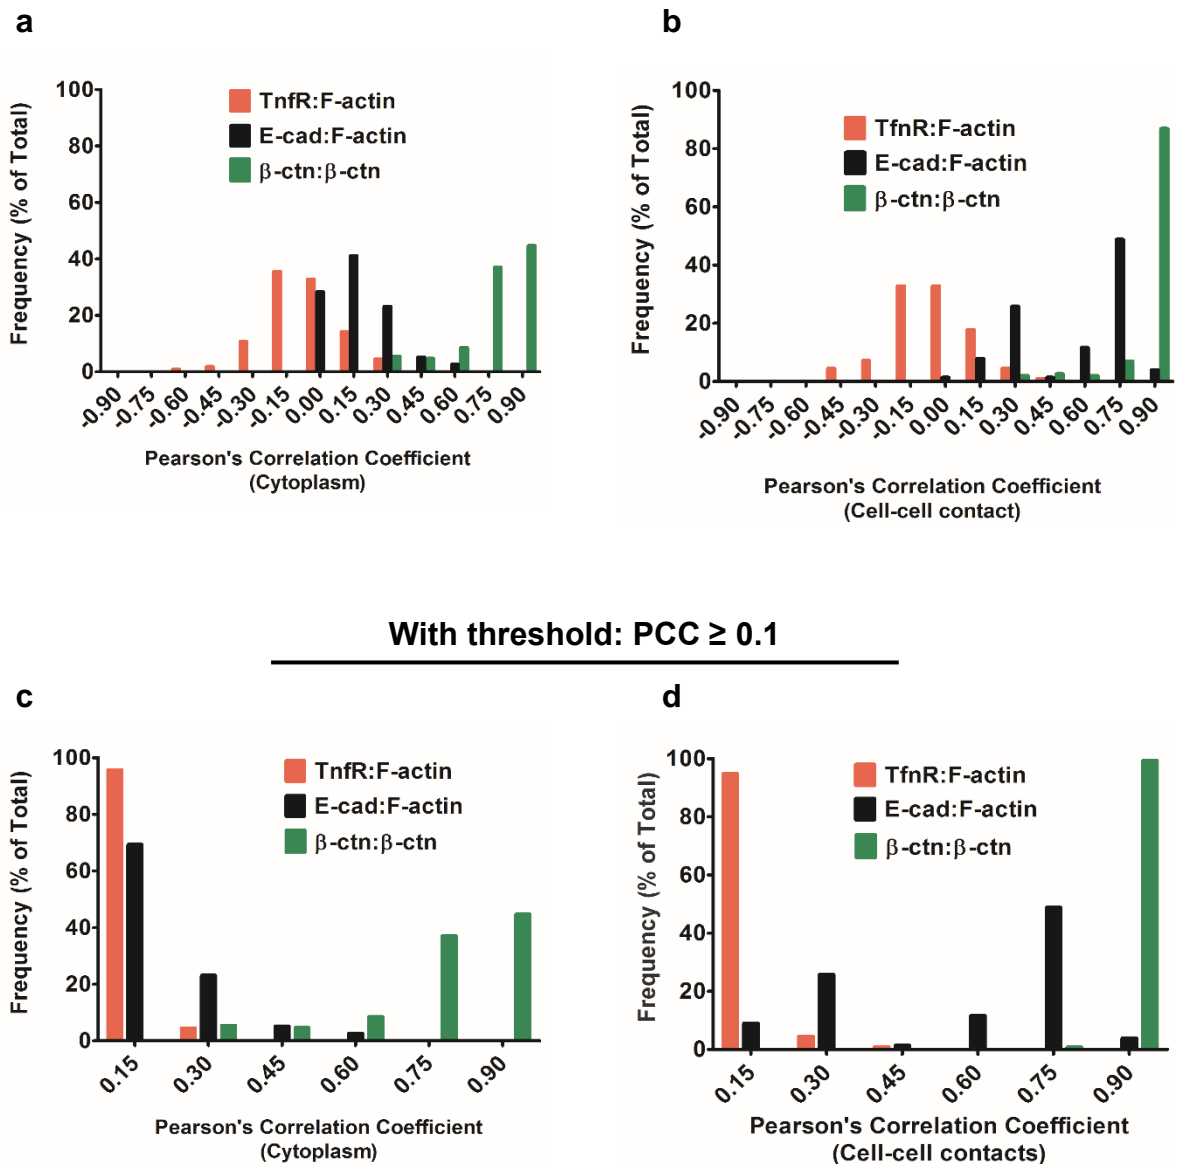 a
100
80
60
40
20
0
Frequency (% of Total)
TnfR:F-actin
E-cad:F-actin
β-ctn:β-ctn
-0.90 -0.75 -0.60 -0.45 -0.30 -0.15 0.00 0.15 0.30 0.45 0.60 0.75 0.90
Pearson's Correlation Coefficient
(Cytoplasm)
b
100
80
60
40
20
0
Frequency (% of Total)
TfnR:F-actin
E-cad:F-actin
β-ctn:β-ctn
-0.90 -0.75 -0.60 -0.45 -0.30 -0.15 0.00 0.15 0.30 0.45 0.60 0.75 0.90
Pearson's Correlation Coefficient
(Cell-cell contact)
With threshold: PCC ≥ 0.1
c
100
80
60
40
20
0
Frequency (% of Total)
TnfR:F-actin
E-cad:F-actin
β-ctn:β-ctn
0.15 0.30 0.45 0.60 0.75 0.90
Pearson's Correlation Coefficient
(Cytoplasm)
d
100
80
60
40
20
0
Frequency (% of Total)
TfnR:F-actin
E-cad:F-actin
β-ctn:β-ctn
0.15 0.30 0.45 0.60 0.75 0.90
Pearson's Correlation Coefficient
(Cell-cell contacts)